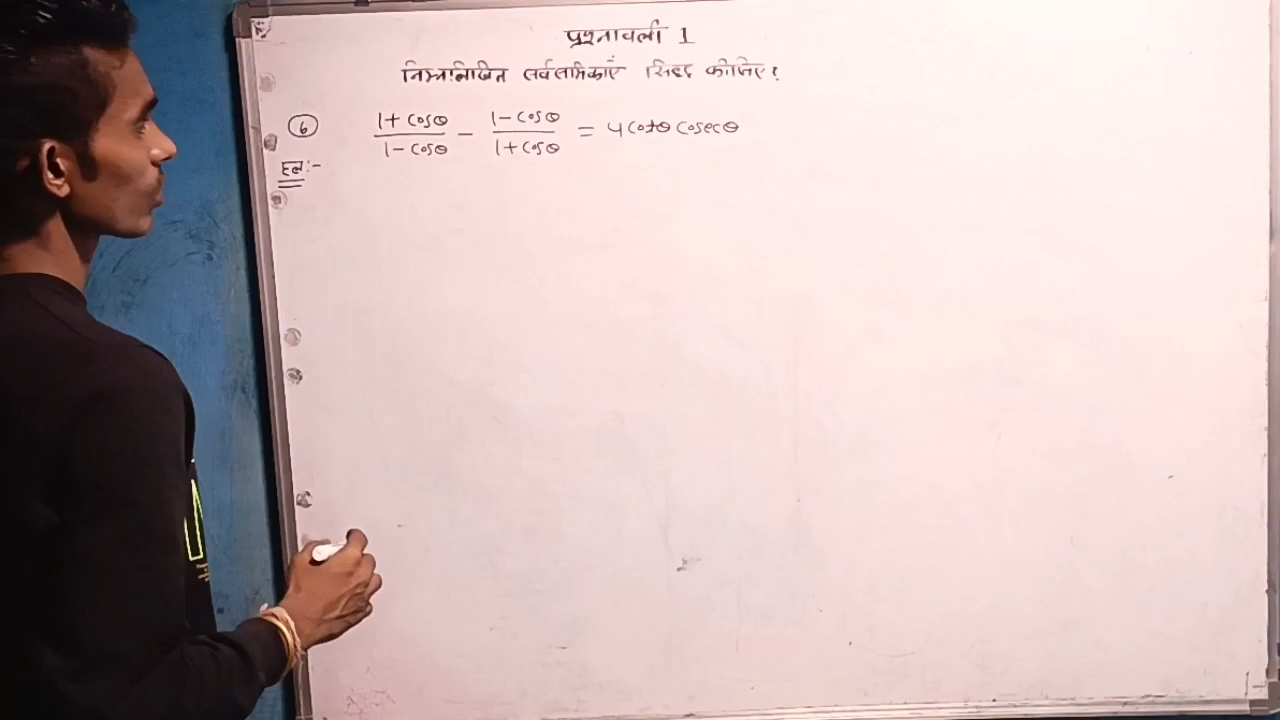 प्रश्नावली 1
निम्नलिखित सर्वसमिकाएँ सिद्ध कीजिए?
6 (1 + cosθ)/(1 - cosθ) - (1 - cosθ)/(1 + cosθ) = 4 cotθ cosecθ
हल:-